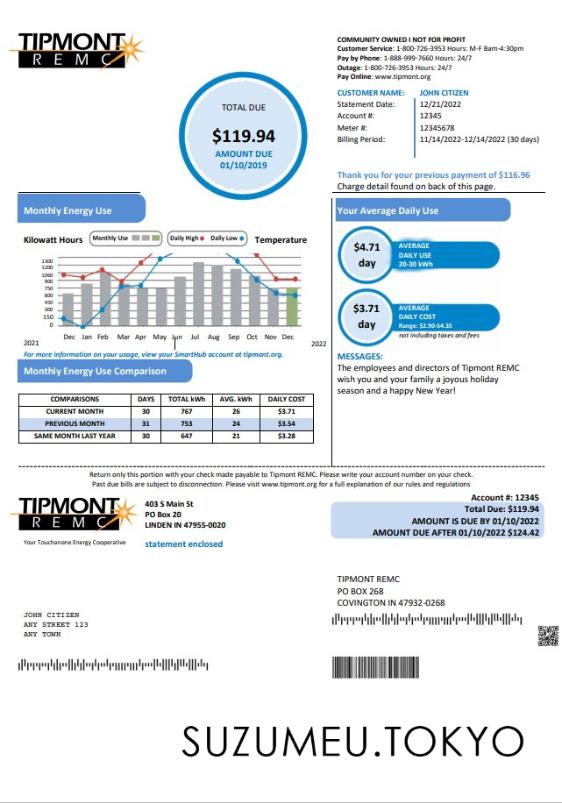 TIPMONT
REMC
COMMUNITY OWNED I NOT FOR PROFIT
Customer Service: 1-800-726-3953 Hours: M-F 8am-4:30pm
Pay by Phone: 1-888-999-7660 Hours: 24/7
Outage: 1-800-726-3953 Hours: 24/7
Pay Online: www.tipmont.org
TOTAL DUE
$119.94
AMOUNT DUE
01/10/2019
CUSTOMER NAME: JOHN CITIZEN
Statement Date: 12/21/2022
Account #: 12345
Meter #: 12345678
Billing Period: 11/14/2022-12/14/2022 (30 days)
Thank you for your previous payment of $116.96
Charge detail found on back of this page.
Monthly Energy Use
Kilowatt Hours Monthly Use Daily High Daily Low Temperature
1500
1300
1200
1050
900
750
600
450
300
150
0
Dec Jan Feb Mar Apr May Jun Jul Aug Sep Oct Nov Dec
2021 2022
For more information on your usage, view your SmartHub account at tipmont.org.
Monthly Energy Use Comparison
COMPARISONS DAYS TOTAL kWh AVG. kWh DAILY COST
CURRENT MONTH 30 767 26 $3.71
PREVIOUS MONTH 31 753 24 $3.54
SAME MONTH LAST YEAR 30 647 21 $3.28
Your Average Daily Use
$4.71
day
AVERAGE
DAILY USE
20-30 kWh
$3.71
day
AVERAGE
DAILY COST
Range: $2.90-$4.35
not including taxes and fees
MESSAGES:
The employees and directors of Tipmont REMC
wish you and your family a joyous holiday
season and a happy New Year!
Return only this portion with your check made payable to Tipmont REMC. Please write your account number on your check.
Past due bills are subject to disconnection. Please visit www.tipmont.org for a full explanation of our rules and regulations
TIPMONT
REMC
Your Touchanone Energy Cooperative
403 S Main St
PO Box 20
LINDEN IN 47955-0020
statement enclosed
Account #: 12345
Total Due: $119.94
AMOUNT IS DUE BY 01/10/2022
AMOUNT DUE AFTER 01/10/2022 $124.42
TIPMONT REMC
PO BOX 268
COVINGTON IN 47932-0268
JOHN CITIZEN
ANY STREET 123
ANY TOWN
SUZUMEU.TOKYO